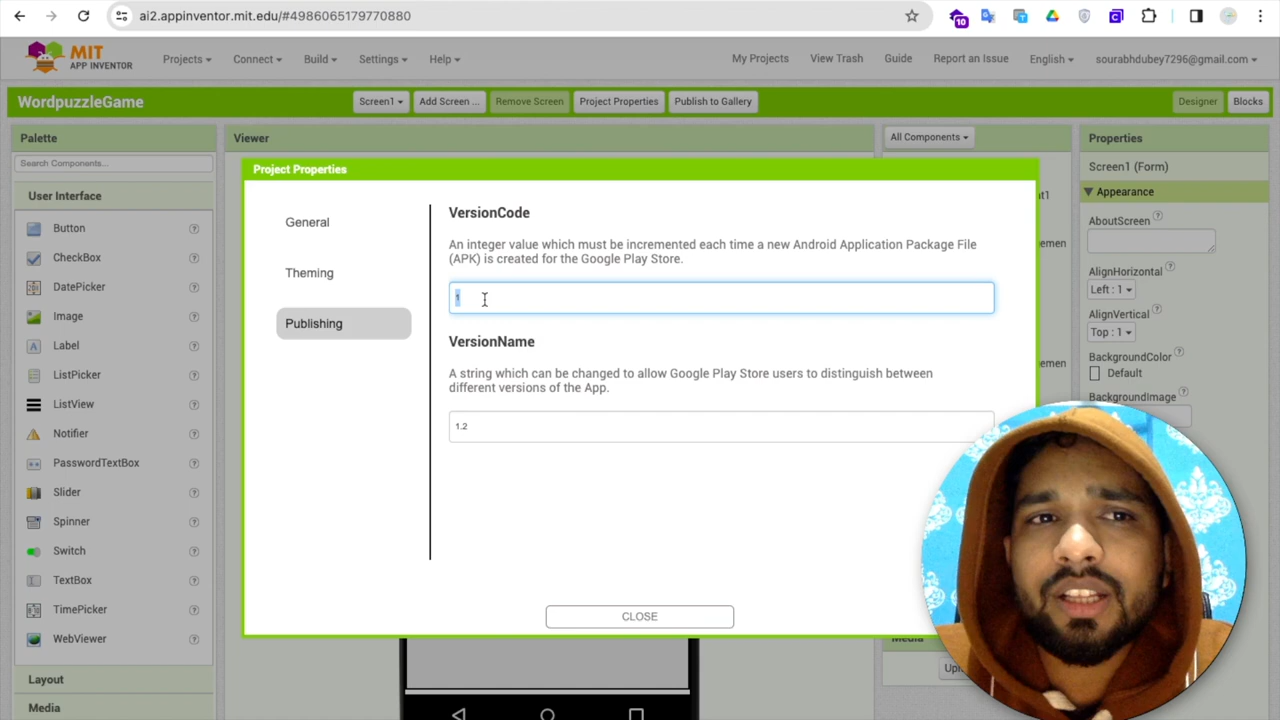 ai2.appinventor.mit.edu/#4986065179770880
10
MIT
APP INVENTOR
Projects
Connect
Build
Settings
Help
My Projects
View Trash
Guide
Report an Issue
English
sourabhdubey7296@gmail.com
WordpuzzleGame
Screen1
Add Screen ...
Remove Screen
Project Properties
Publish to Gallery
Designer
Blocks
Palette
Viewer
All Components
Properties
Search Components...
User Interface
Button
CheckBox
DatePicker
Image
Label
ListPicker
ListView
Notifier
PasswordTextBox
Slider
Spinner
Switch
TextBox
TimePicker
WebViewer
Layout
Media
Project Properties
General
Theming
Publishing
VersionCode
An integer value which must be incremented each time a new Android Application Package File
(APK) is created for the Google Play Store.
1
VersionName
A string which can be changed to allow Google Play Store users to distinguish between
different versions of the App.
1.2
CLOSE
Media
Screen1 (Form)
Appearance
AboutScreen
AlignHorizontal
Left : 1
AlignVertical
Top : 1
BackgroundColor
Default
BackgroundImage